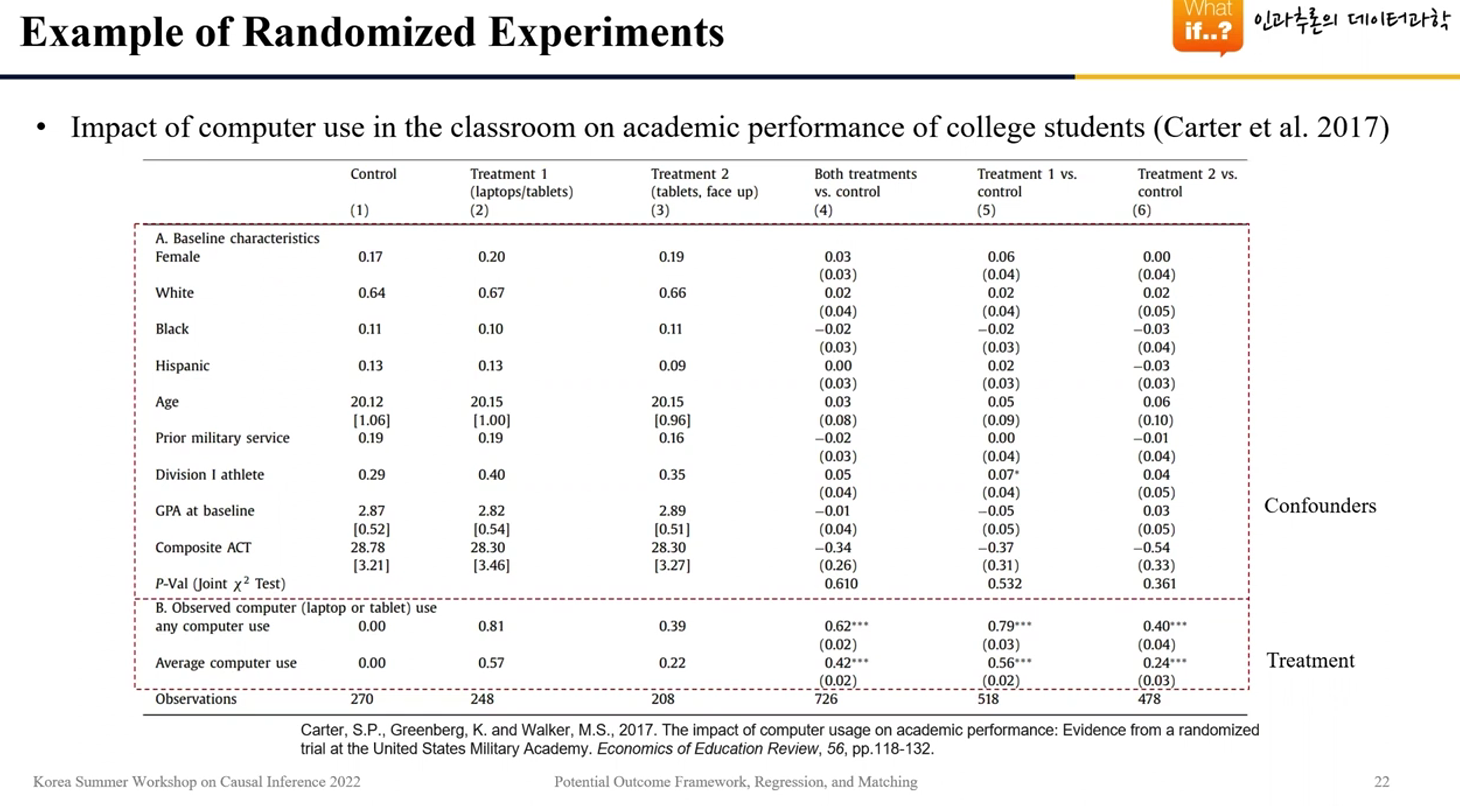 Example of Randomized Experiments
What
if..?
인과추론의 데이터과학
• Impact of computer use in the classroom on academic performance of college students (Carter et al. 2017)
Control Treatment 1 Treatment 2 Both treatments Treatment 1 vs. Treatment 2 vs.
(laptops/tablets) (tablets, face up) vs. control control control
(1) (2) (3) (4) (5) (6)
A. Baseline characteristics
Female 0.17 0.20 0.19 0.03 0.06 0.00
(0.03) (0.04) (0.04)
White 0.64 0.67 0.66 0.02 0.02 0.02
(0.04) (0.04) (0.05)
Black 0.11 0.10 0.11 −0.02 −0.02 −0.03
(0.03) (0.03) (0.04)
Hispanic 0.13 0.13 0.09 0.00 0.02 −0.03
(0.03) (0.03) (0.03)
Age 20.12 20.15 20.15 0.03 0.05 0.06
[1.06] [1.00] [0.96] (0.08) (0.09) (0.10)
Prior military service 0.19 0.19 0.16 −0.02 0.00 −0.01
(0.03) (0.04) (0.04)
Division I athlete 0.29 0.40 0.35 0.05 0.07* 0.04
(0.04) (0.04) (0.05)
GPA at baseline 2.87 2.82 2.89 −0.01 −0.05 0.03
[0.52] [0.54] [0.51] (0.04) (0.05) (0.05)
Composite ACT 28.78 28.30 28.30 −0.34 −0.37 −0.54
[3.21] [3.46] [3.27] (0.26) (0.31) (0.33)
P-Val (Joint χ² Test) 0.610 0.532 0.361
Confounders
B. Observed computer (laptop or tablet) use
any computer use 0.00 0.81 0.39 0.62*** 0.79*** 0.40***
(0.02) (0.03) (0.04)
Average computer use 0.00 0.57 0.22 0.42*** 0.56*** 0.24***
(0.02) (0.02) (0.03)
Treatment
Observations 270 248 208 726 518 478
Carter, S.P., Greenberg, K. and Walker, M.S., 2017. The impact of computer usage on academic performance: Evidence from a randomized
trial at the United States Military Academy. Economics of Education Review, 56, pp.118-132.
Korea Summer Workshop on Causal Inference 2022
Potential Outcome Framework, Regression, and Matching
22